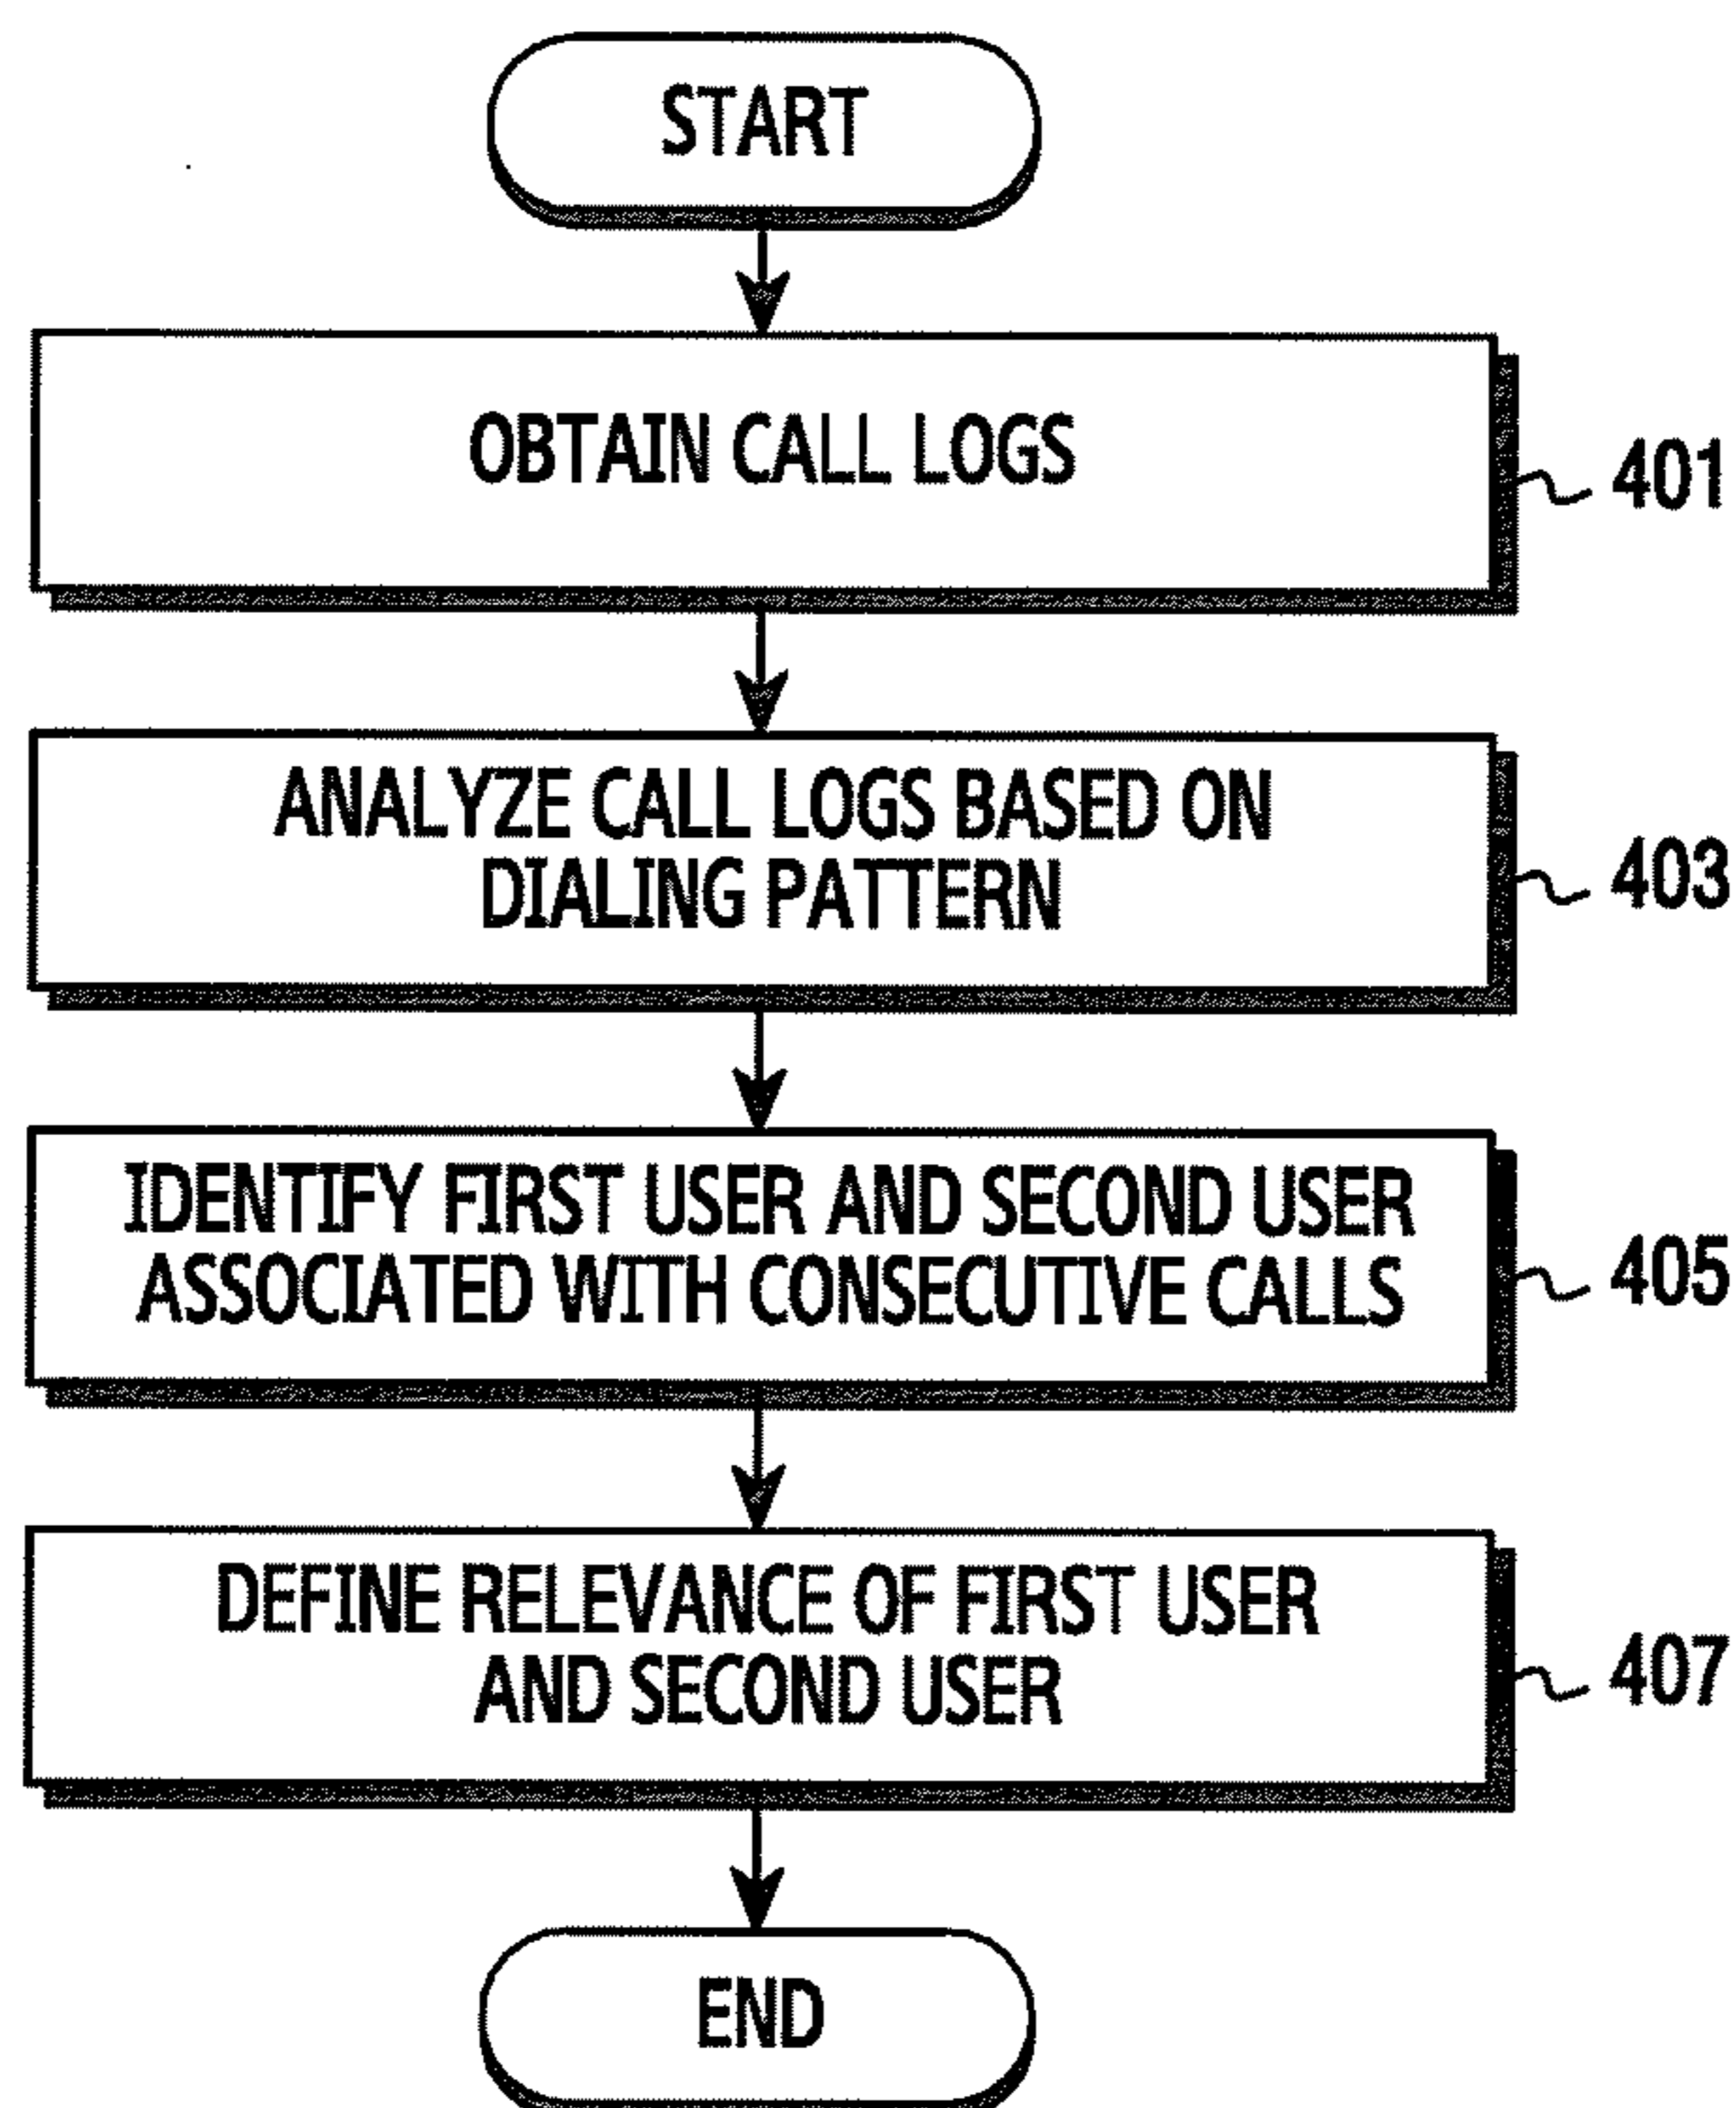 START
OBTAIN CALL LOGS
401
ANALYZE CALL LOGS BASED ON
DIALING PATTERN
403
IDENTIFY FIRST USER AND SECOND USER
ASSOCIATED WITH CONSECUTIVE CALLS
405
DEFINE RELEVANCE OF FIRST USER
AND SECOND USER
407
END